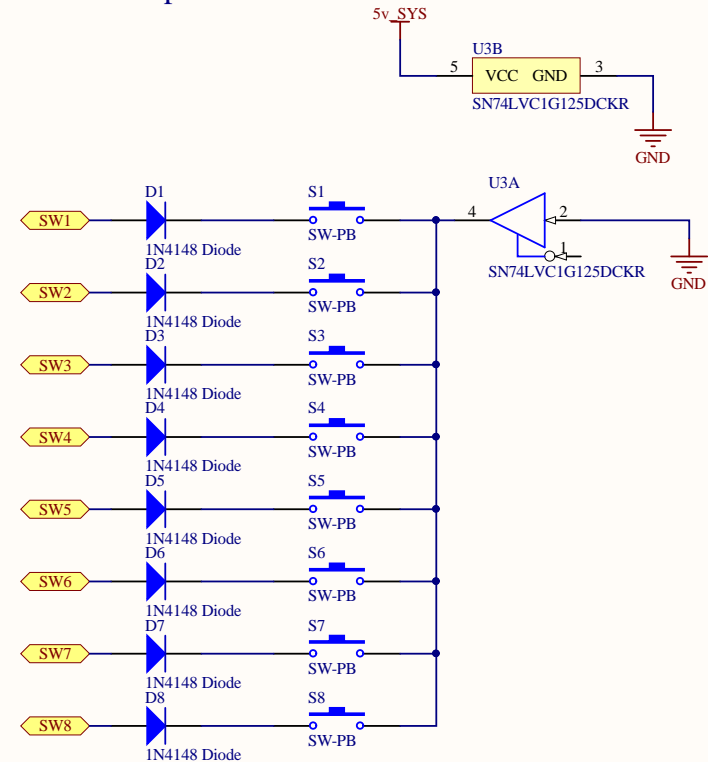 5v_SYS
U3B
5 VCC GND 3
SN74LVC1G125DCKR
GND
U3A
4 2
1
SN74LVC1G125DCKR
GND
D1 S1
SW1
1N4148 Diode SW-PB
D2 S2
SW2
1N4148 Diode SW-PB
D3 S3
SW3
1N4148 Diode SW-PB
D4 S4
SW4
1N4148 Diode SW-PB
D5 S5
SW5
1N4148 Diode SW-PB
D6 S6
SW6
1N4148 Diode SW-PB
D7 S7
SW7
1N4148 Diode SW-PB
D8 S8
SW8
1N4148 Diode SW-PB